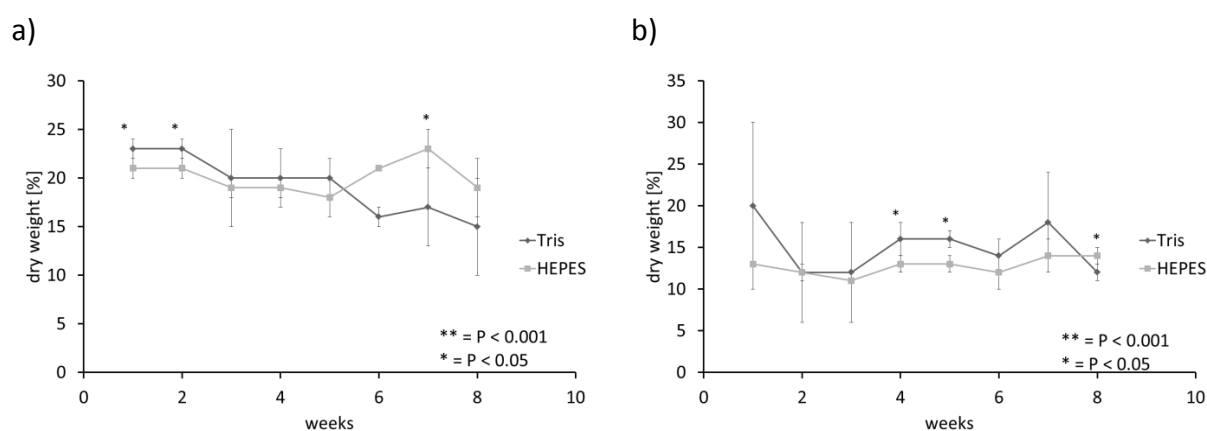 a)
30
25
20
15
10
5
0
dry weight [%]
*
*
*
Tris
HEPES
** = P < 0.001
* = P < 0.05
0 2 4 6 8 10
weeks
b)
35
30
25
20
15
10
5
0
dry weight [%]
*
*
*
Tris
HEPES
** = P < 0.001
* = P < 0.05
0 2 4 6 8 10
weeks